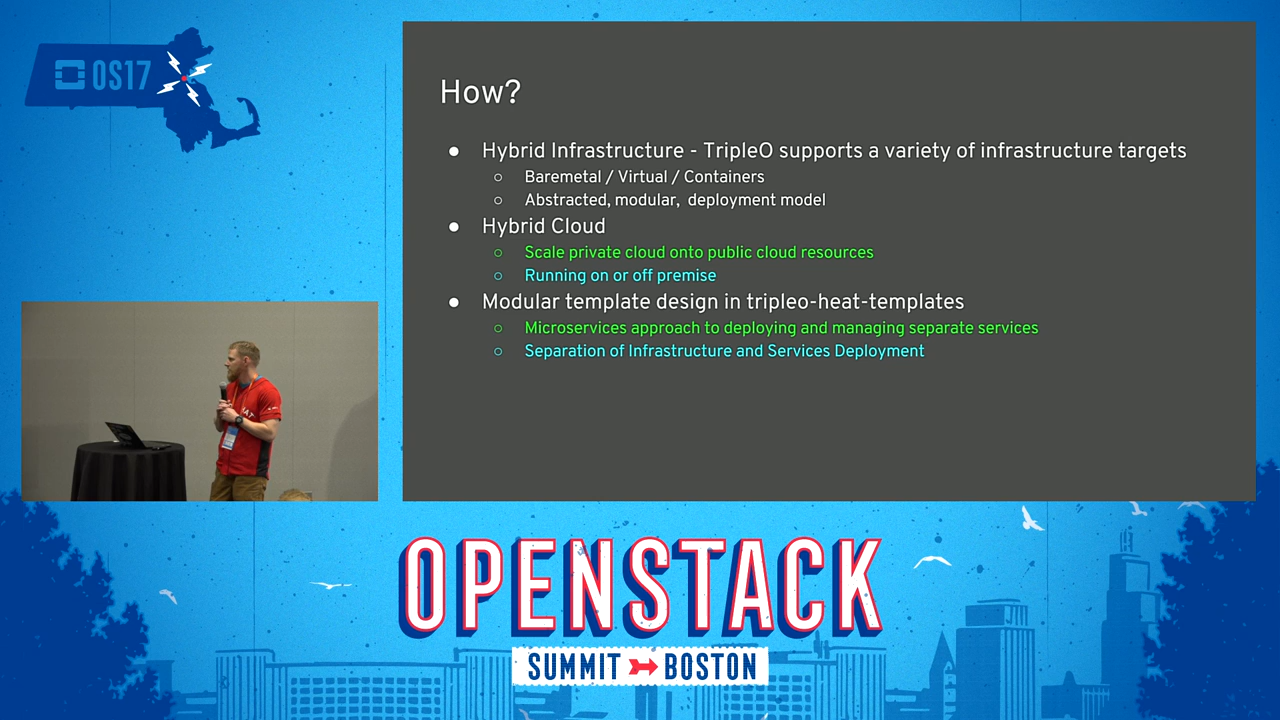 OS17
How?
● Hybrid Infrastructure - TripleO supports a variety of infrastructure targets
○ Baremetal / Virtual / Containers
○ Abstracted, modular, deployment model
● Hybrid Cloud
○ Scale private cloud onto public cloud resources
○ Running on or off premise
● Modular template design in tripleo-heat-templates
○ Microservices approach to deploying and managing separate services
○ Separation of Infrastructure and Services Deployment
OPENSTACK
SUMMIT BOSTON